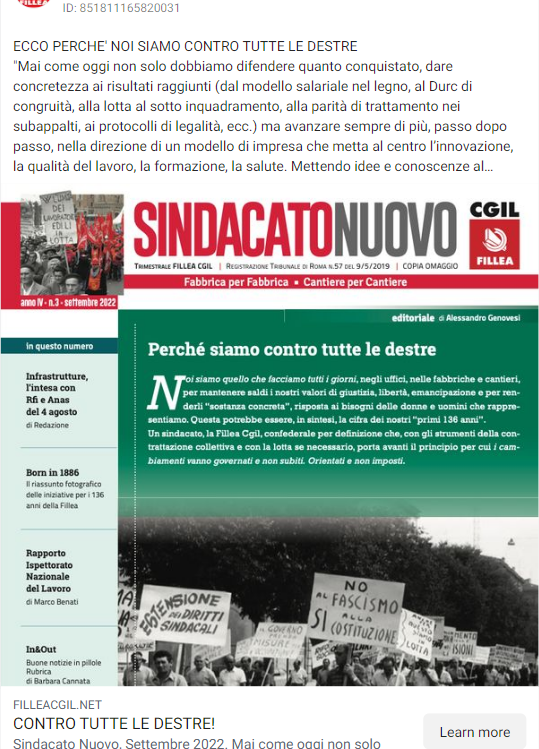 FILLEA
ID: 851811165820031
ECCO PERCHE' NOI SIAMO CONTRO TUTTE LE DESTRE
"Mai come oggi non solo dobbiamo difendere quanto conquistato, dare
concretezza ai risultati raggiunti (dal modello salariale nel legno, al Durc di
congruità, alla lotta al sotto inquadramento, alla parità di trattamento nei
subappalti, ai protocolli di legalità, ecc.) ma avanzare sempre di più, passo dopo
passo, nella direzione di un modello di impresa che metta al centro l'innovazione,
la qualità del lavoro, la formazione, la salute. Mettendo idee e conoscenze al...
DEI
LAVORATORI
EDILI IN
LOTTA
SINDACATONUOVO
CGIL
FILLEA
TRIMESTRALE FILLEA CGIL | REGISTRAZIONE TRIBUNALE DI ROMA N.57 DEL 9/5/2019 | COPIA OMAGGIO
Fabbrica per Fabbrica ▪ Cantiere per Cantiere
anno IV - n.3 - settembre 2022
editoriale di Alessandro Genovesi
Perché siamo contro tutte le destre
Noi siamo quello che facciamo tutti i giorni, negli uffici, nelle fabbriche e cantieri,
per mantenere saldi i nostri valori di giustizia, libertà, emancipazione e per ren-
derli "sostanza concreta", risposta ai bisogni delle donne e uomini che rappre-
sentiamo. Questa potrebbe essere, in sintesi, la cifra dei nostri "primi 136 anni".
Un sindacato, la Fillea Cgil, confederale per definizione che, con gli strumenti della con-
trattazione collettiva e con la lotta se necessario, porta avanti il principio per cui i cam-
biamenti vanno governati e non subiti. Orientati e non imposti.
in questo numero
Infrastrutture,
l'intesa con
Rfi e Anas
del 4 agosto
di Redazione
Born in 1886
Il riassunto fotografico
delle iniziative per i 136
anni della Fillea
Rapporto
Ispettorato
Nazionale
del Lavoro
di Marco Benati
In&Out
Buone notizie in pillole
Rubrica
di Barbara Cannata
ESTENSIONE
DEI DIRITTI
SINDACALI
NO
AL
FASCISMO
SI ALLA
COSTITUZIONE
IL GOVERNO
LOTTA
FILLEACGIL.NET
CONTRO TUTTE LE DESTRE!
Sindacato Nuovo. Settembre 2022. Mai come oggi non solo
Learn more